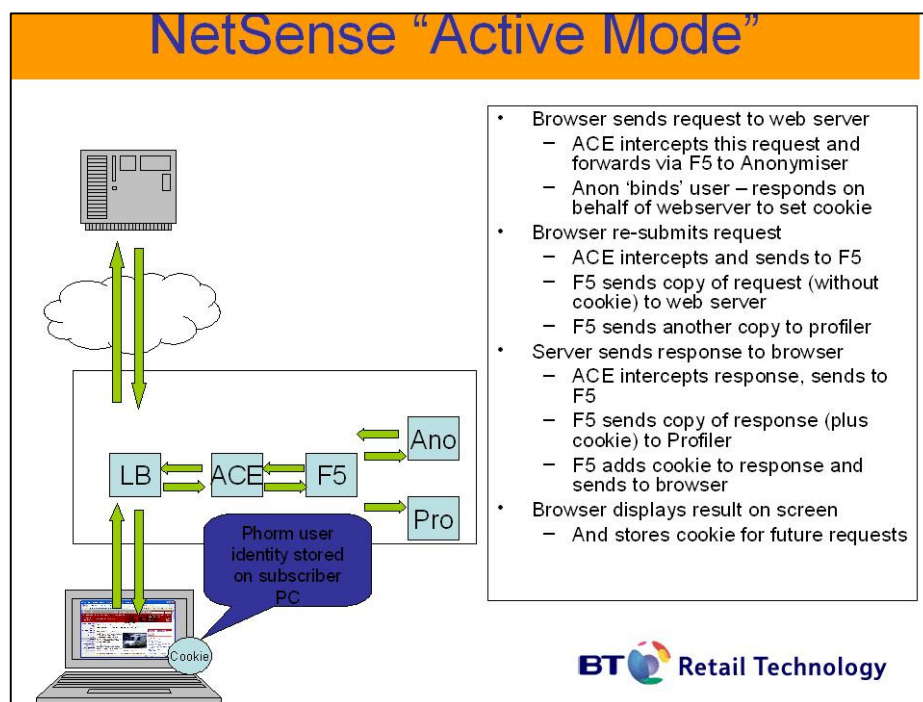 NetSense “Active Mode”
• Browser sends request to web server
– ACE intercepts this request and
forwards via F5 to Anonymiser
– Anon ‘binds’ user – responds on
behalf of webserver to set cookie
• Browser re-submits request
– ACE intercepts and sends to F5
– F5 sends copy of request (without
cookie) to web server
– F5 sends another copy to profiler
• Server sends response to browser
– ACE intercepts response, sends to
F5
– F5 sends copy of response (plus
cookie) to Profiler
– F5 adds cookie to response and
sends to browser
• Browser displays result on screen
– And stores cookie for future requests
LB
ACE
F5
Ano
Pro
Phorm user
identity stored
on subscriber
PC
Cookie
BT Retail Technology